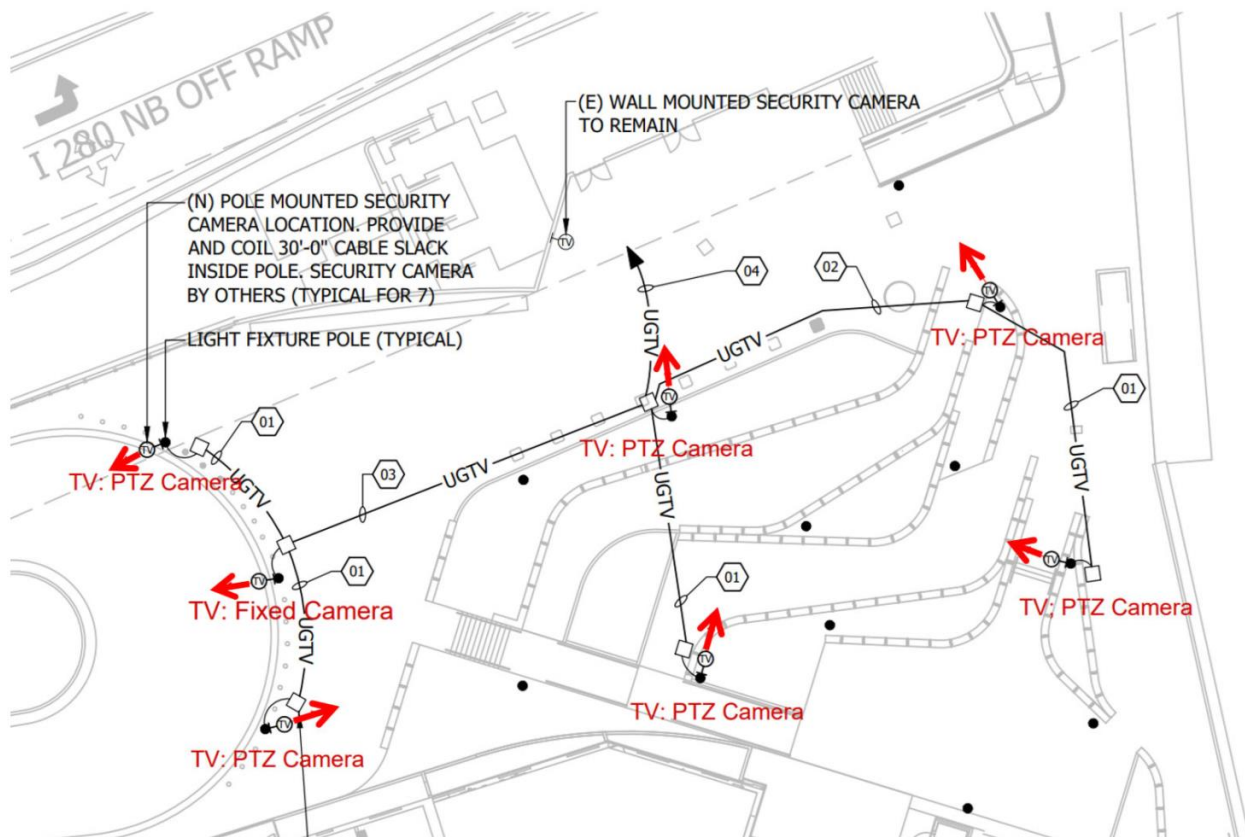 I 280 NB OFF RAMP
(E) WALL MOUNTED SECURITY CAMERA
TO REMAIN
(N) POLE MOUNTED SECURITY
CAMERA LOCATION. PROVIDE
AND COIL 30'-0" CABLE SLACK
INSIDE POLE. SECURITY CAMERA
BY OTHERS (TYPICAL FOR 7)
TV
04
02
TV
LIGHT FIXTURE POLE (TYPICAL)
UGTV
UGTV
TV: PTZ Camera
TV
01
01
TV
TV: PTZ Camera
TV: PTZ Camera
UGTV
03
UGTV
UGTV
UGTV
TV
TV
01
01
TV: Fixed Camera
TV: PTZ Camera
UGTV
TV
TV: PTZ Camera
TV
TV: PTZ Camera